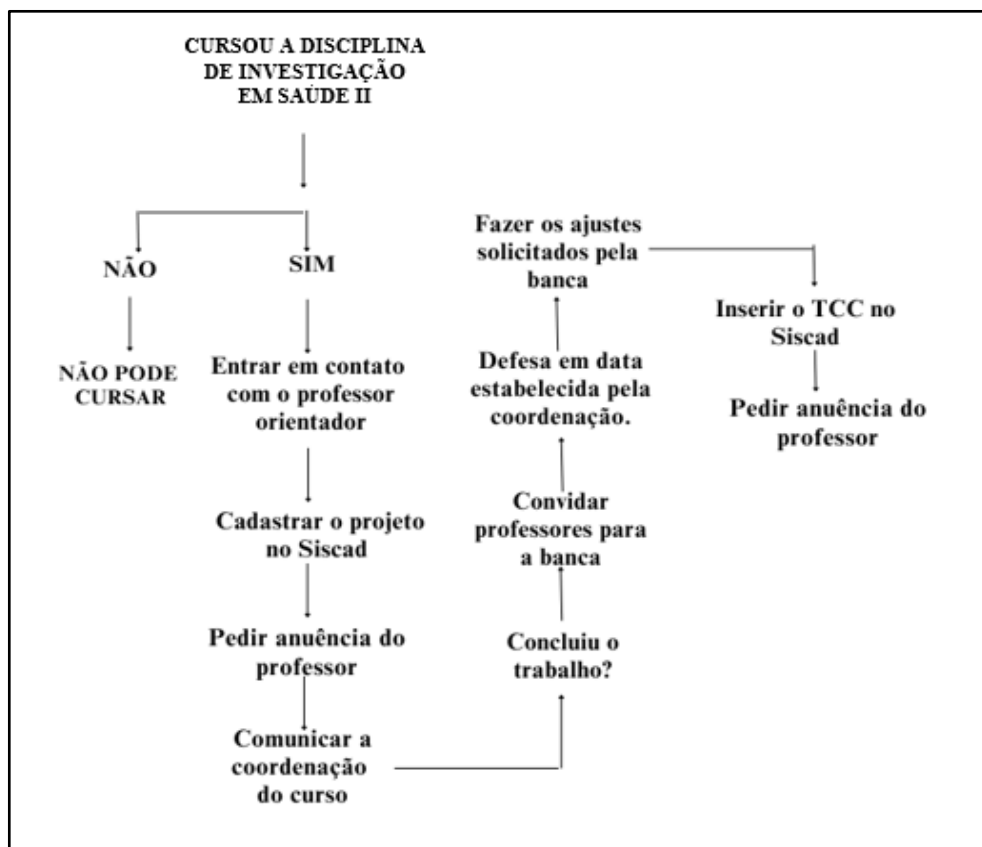 CURSOU A DISCIPLINA
DE INVESTIGAÇÃO
EM SAÚDE II
NÃO
SIM
NÃO PODE
CURSAR
Entrar em contato
com o professor
orientador
Cadastrar o projeto
no Siscad
Pedir anuência do
professor
Comunicar a
coordenação
do curso
Concluiu o
trabalho?
Convidar
professores para
a banca
Defesa em data
estabelecida pela
coordenação.
Fazer os ajustes
solicitados pela
banca
Inserir o TCC no
Siscad
Pedir anuência do
professor